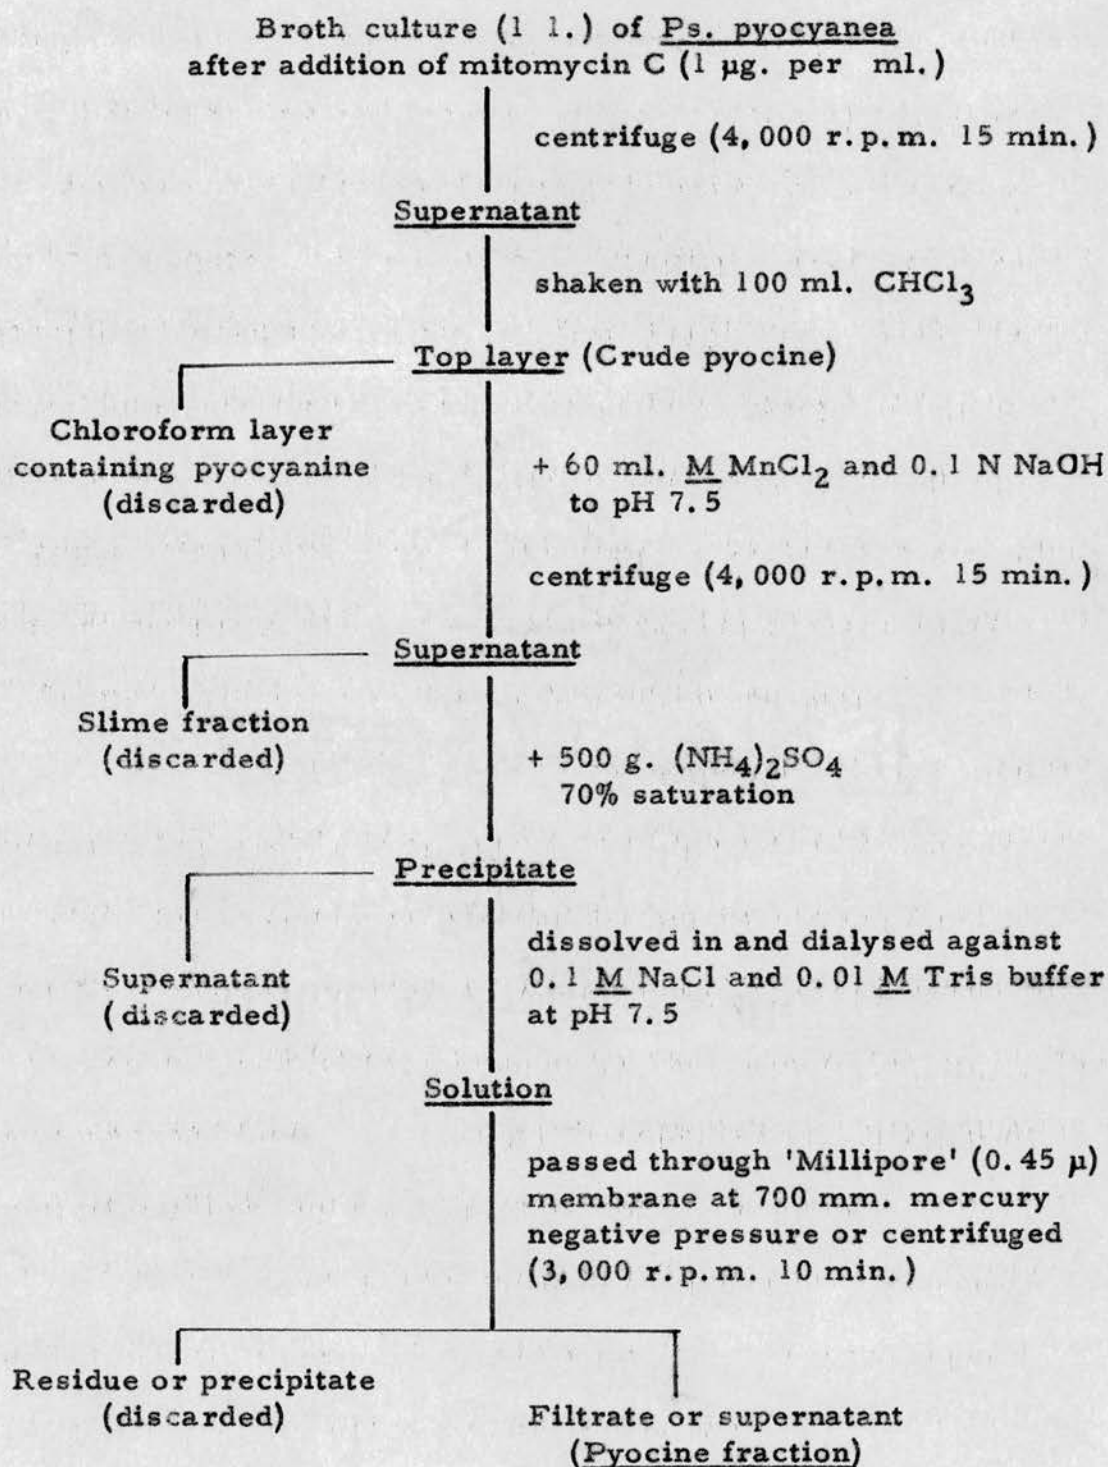 Broth culture (1 l.) of Ps. pyocyanea
after addition of mitomycin C (1 µg. per ml.)
centrifuge (4,000 r.p.m. 15 min.)
Supernatant
shaken with 100 ml. CHCl3
Top layer (Crude pyocine)
Chloroform layer
containing pyocyanine
(discarded)
+ 60 ml. M MnCl2 and 0.1 N NaOH
to pH 7.5
centrifuge (4,000 r.p.m. 15 min.)
Supernatant
Slime fraction
(discarded)
+ 500 g. (NH4)2SO4
70% saturation
Precipitate
Supernatant
(discarded)
dissolved in and dialysed against
0.1 M NaCl and 0.01 M Tris buffer
at pH 7.5
Solution
passed through 'Millipore' (0.45 µ)
membrane at 700 mm. mercury
negative pressure or centrifuged
(3,000 r.p.m. 10 min.)
Residue or precipitate
(discarded)
Filtrate or supernatant
(Pyocine fraction)